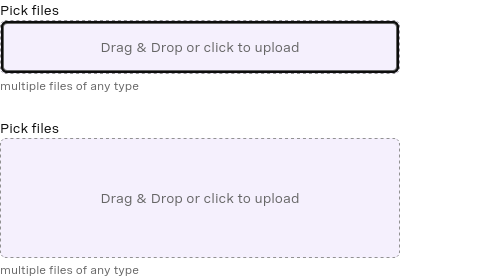 Pick files
Drag & Drop or click to upload
multiple files of any type
Pick files
Drag & Drop or click to upload
multiple files of any type